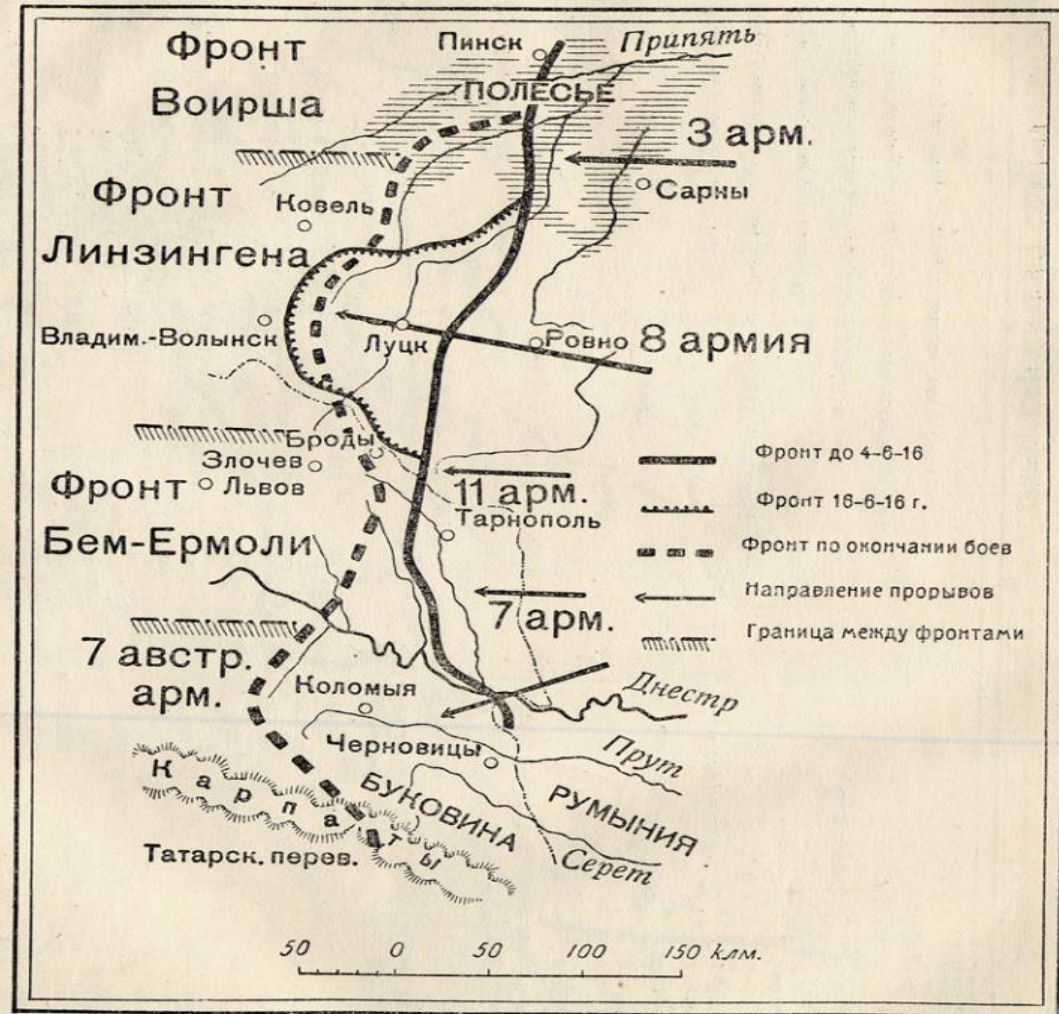 Фронт
Воирша
Пинск
Припять
ПОЛЕСЬЕ
3 арм.
Сарны
Фронт
Линзингена
Ковель
Владим.-Волынск
Луцк
Ровно
8 армия
Броды
Злочев
Львов
Фронт
Бем-Ермоли
11 арм.
Тарнополь
7 арм.
7 австр.
арм.
Коломыя
Днестр
Черновицы
Прут
БУКОВИНА
РУМЫНИЯ
Серет
Карпаты
Татарск. перев.
Фронт до 4-6-16
Фронт 16-6-16 г.
Фронт по окончании боев
Направление прорывов
Граница между фронтами
50 0 50 100 150 клм.